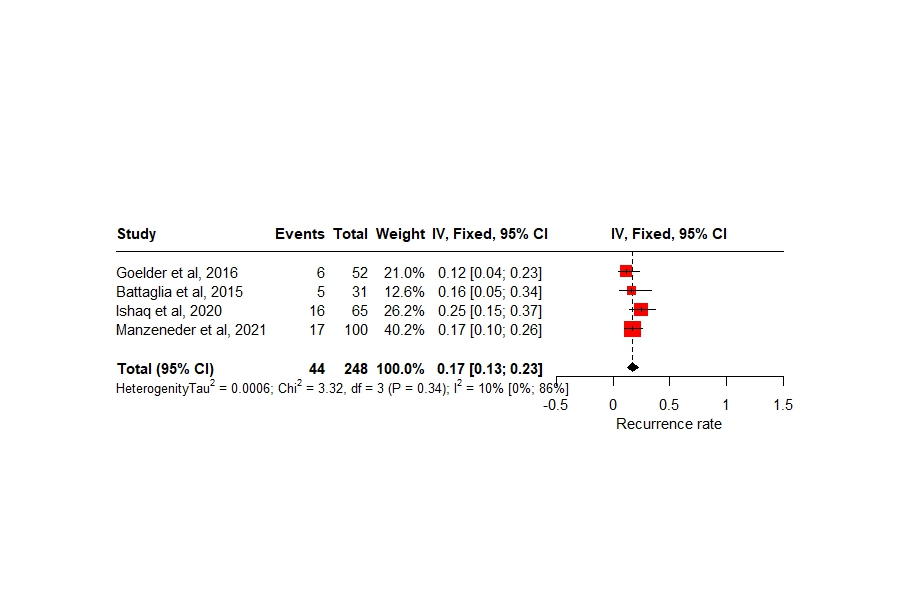 Study Events Total Weight IV, Fixed, 95% CI IV, Fixed, 95% CI
Goelder et al, 2016 6 52 21.0% 0.12 [0.04; 0.23]
Battaglia et al, 2015 5 31 12.6% 0.16 [0.05; 0.34]
Ishaq et al, 2020 16 65 26.2% 0.25 [0.15; 0.37]
Manzeneder et al, 2021 17 100 40.2% 0.17 [0.10; 0.26]
Total (95% CI) 44 248 100.0% 0.17 [0.13; 0.23]
HeterogenityTau² = 0.0006; Chi² = 3.32, df = 3 (P = 0.34); I² = 10% [0%; 86%]
-0.5 0 0.5 1 1.5
Recurrence rate